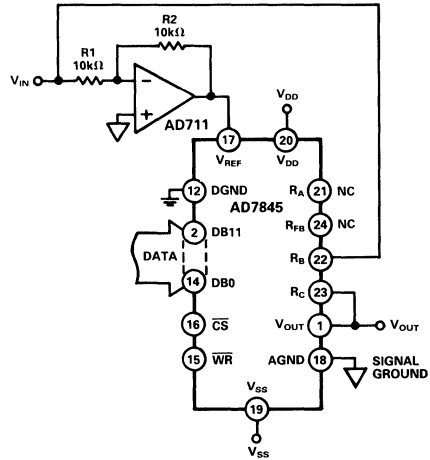 R2
10kΩ
R1
10kΩ
VIN
−
+
AD711
VDD
17
20
VREF
VDD
12 DGND
RA 21 NC
AD7845
RFB 24 NC
2 DB11
DATA
RB 22
14 DB0
RC 23
16 CS
VOUT 1 VOUT
15 WR
AGND 18 SIGNAL
GROUND
VSS
19
VSS